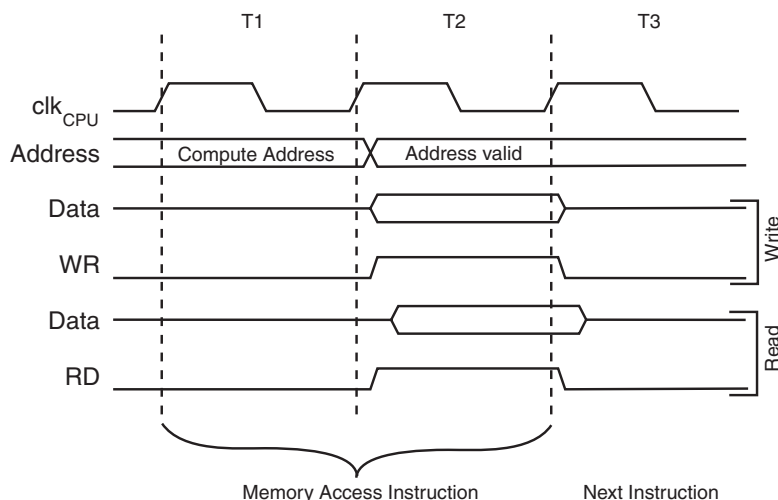 T1 T2 T3
clkCPU
Address Compute Address Address valid
Data
WR
Write
Data
RD
Read
Memory Access Instruction Next Instruction